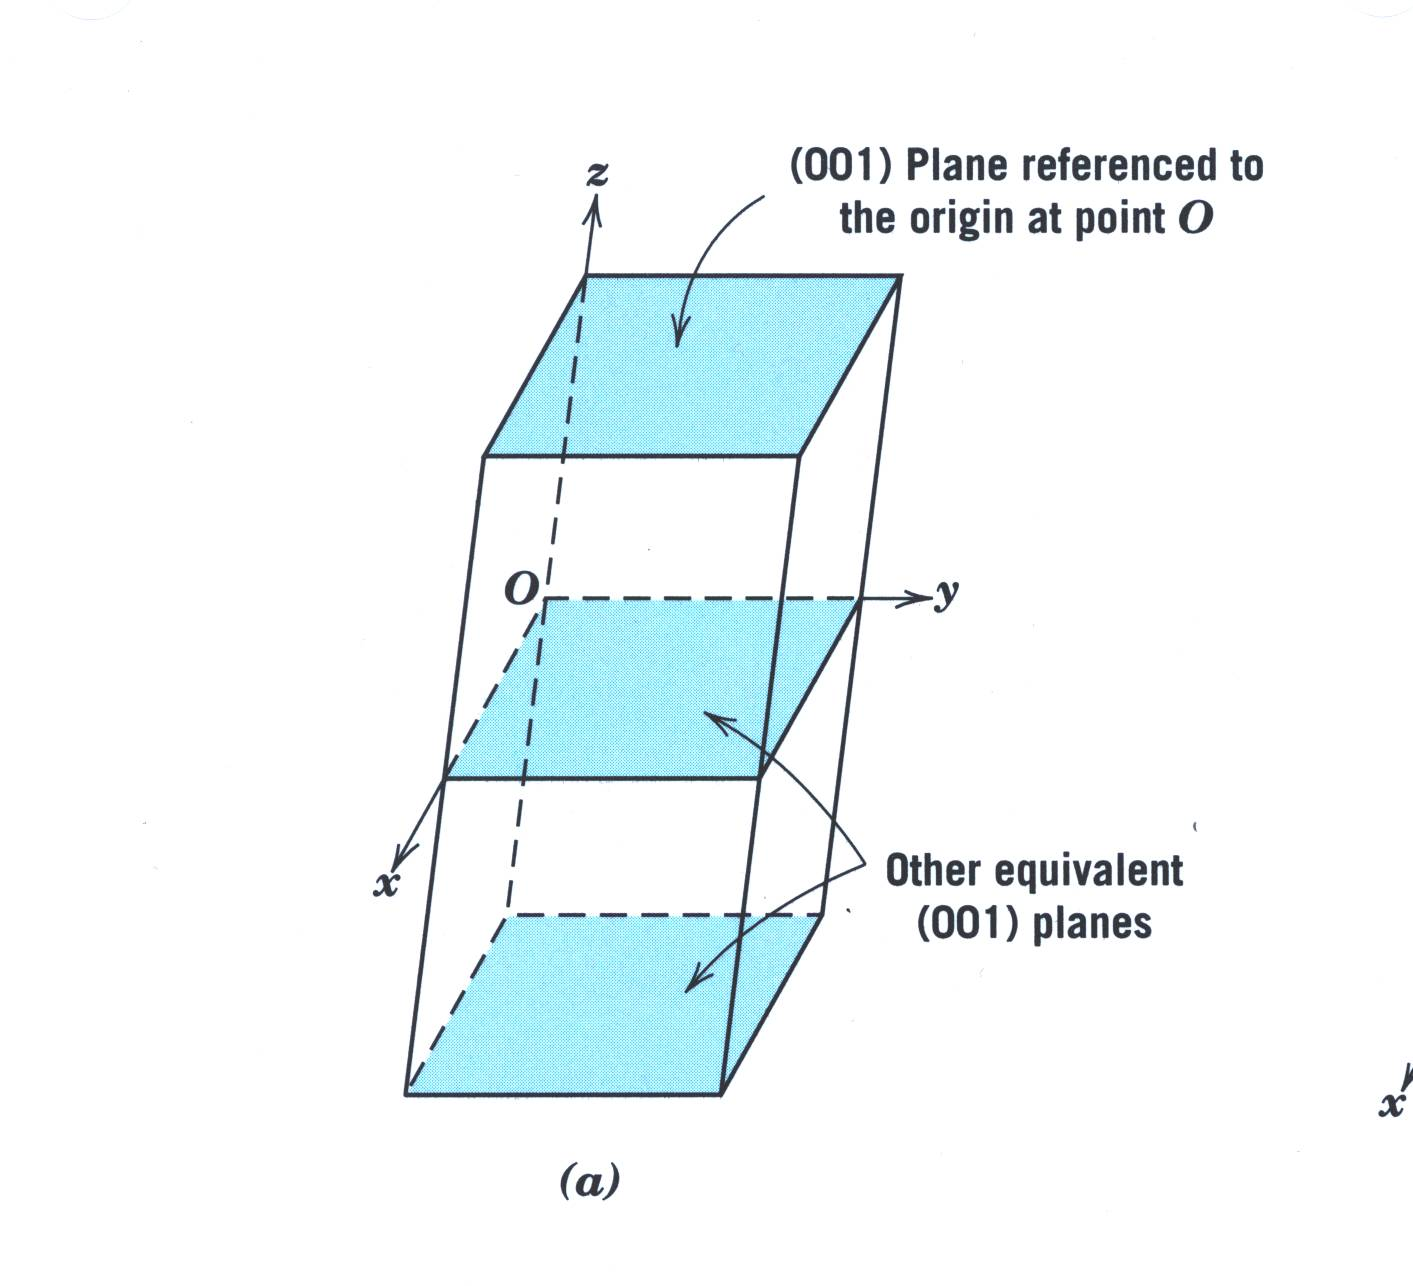 z
(001) Plane referenced to
the origin at point O
O
y
x
Other equivalent
(001) planes
x
(a)